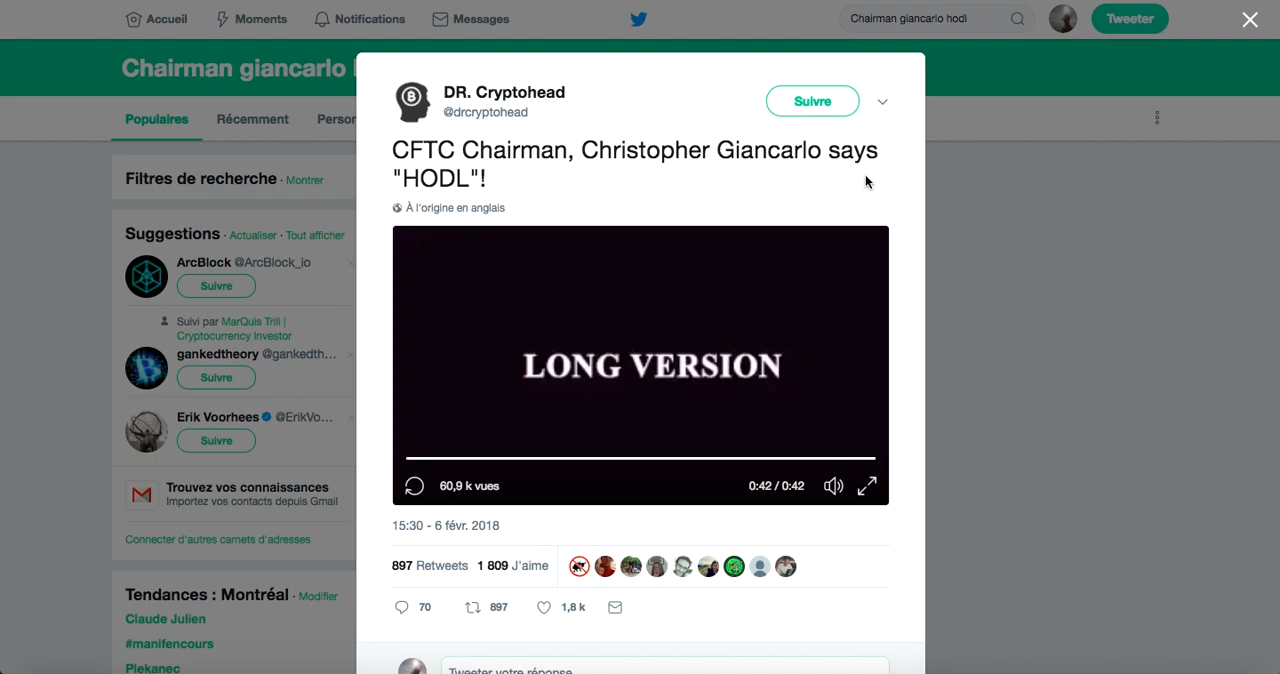 Accueil
Moments
Notifications
Messages
Chairman giancarlo hodl
Tweeter
Chairman giancarlo
Populaires
Récemment
Person
Filtres de recherche · Montrer
Suggestions · Actualiser · Tout afficher
ArcBlock @ArcBlock_io
Suivre
Suivi par MarQuis Trill |
Cryptocurrency Investor
gankedtheory @gankedth...
Suivre
Erik Voorhees @ErikVo...
Suivre
Trouvez vos connaissances
Importez vos contacts depuis Gmail
Connecter d'autres carnets d'adresses
Tendances : Montréal · Modifier
Claude Julien
#manifencours
Plekanec
DR. Cryptohead
@drcryptohead
Suivre
CFTC Chairman, Christopher Giancarlo says
"HODL"!
À l'origine en anglais
LONG VERSION
60,9 k vues
0:42 / 0:42
15:30 - 6 févr. 2018
897 Retweets 1 809 J'aime
70
897
1,8 k
Tweeter votre réponse